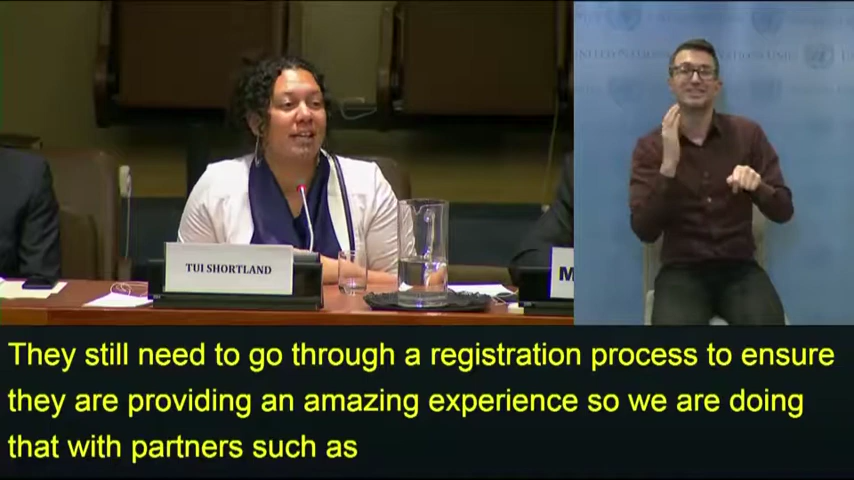 TUI SHORTLAND
M
They still need to go through a registration process to ensure
they are providing an amazing experience so we are doing
that with partners such as